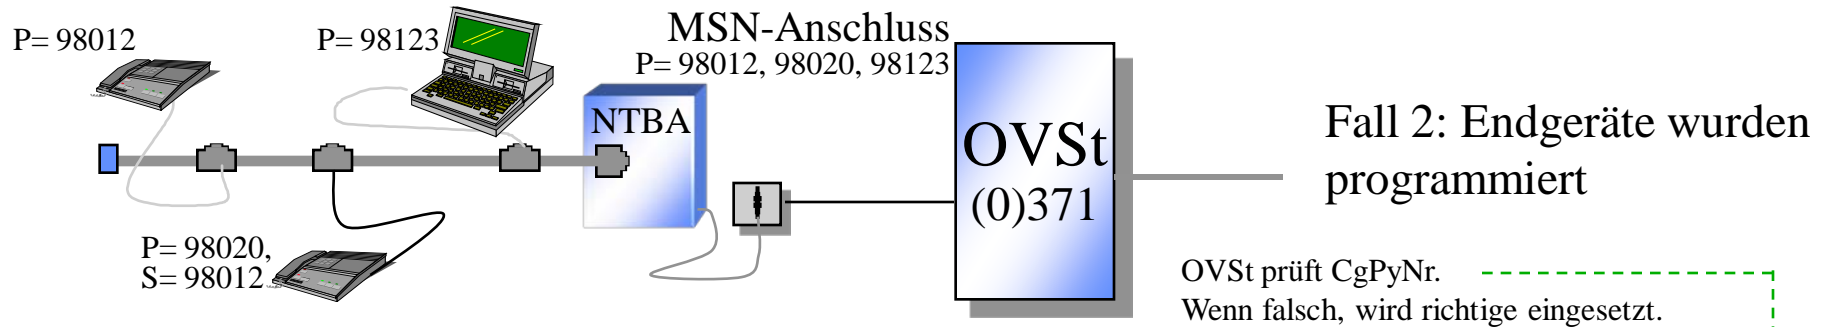 P= 98012
P= 98123
MSN-Anschluss
P= 98012, 98020, 98123
NTBA
OVSt
(0)371
Fall 2: Endgeräte wurden
programmiert
P= 98020,
S= 98012
OVSt prüft CgPyNr.
Wenn falsch, wird richtige eingesetzt.